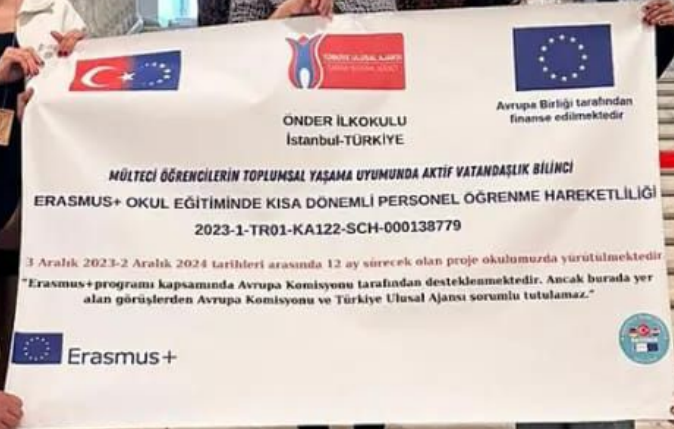 TÜRKİYE ULUSAL AJANSI
Avrupa Birliği tarafından
finanse edilmektedir
ÖNDER İLKOKULU
İstanbul-TÜRKİYE
MÜLTECİ ÖĞRENCİLERİN TOPLUMSAL YAŞAMA UYUMUNDA AKTİF VATANDAŞLIK BİLİNCİ
ERASMUS+ OKUL EĞİTİMİNDE KISA DÖNEMLİ PERSONEL ÖĞRENME HAREKETLİLİĞİ
2023-1-TR01-KA122-SCH-000138779
3 Aralık 2023-2 Aralık 2024 tarihleri arasında 12 ay sürecek olan proje okulumuzda yürütülmektedir
"Erasmus+programı kapsamında Avrupa Komisyonu tarafından desteklenmektedir. Ancak burada yer
alan görüşlerden Avrupa Komisyonu ve Türkiye Ulusal Ajansı sorumlu tutulamaz."
Erasmus+